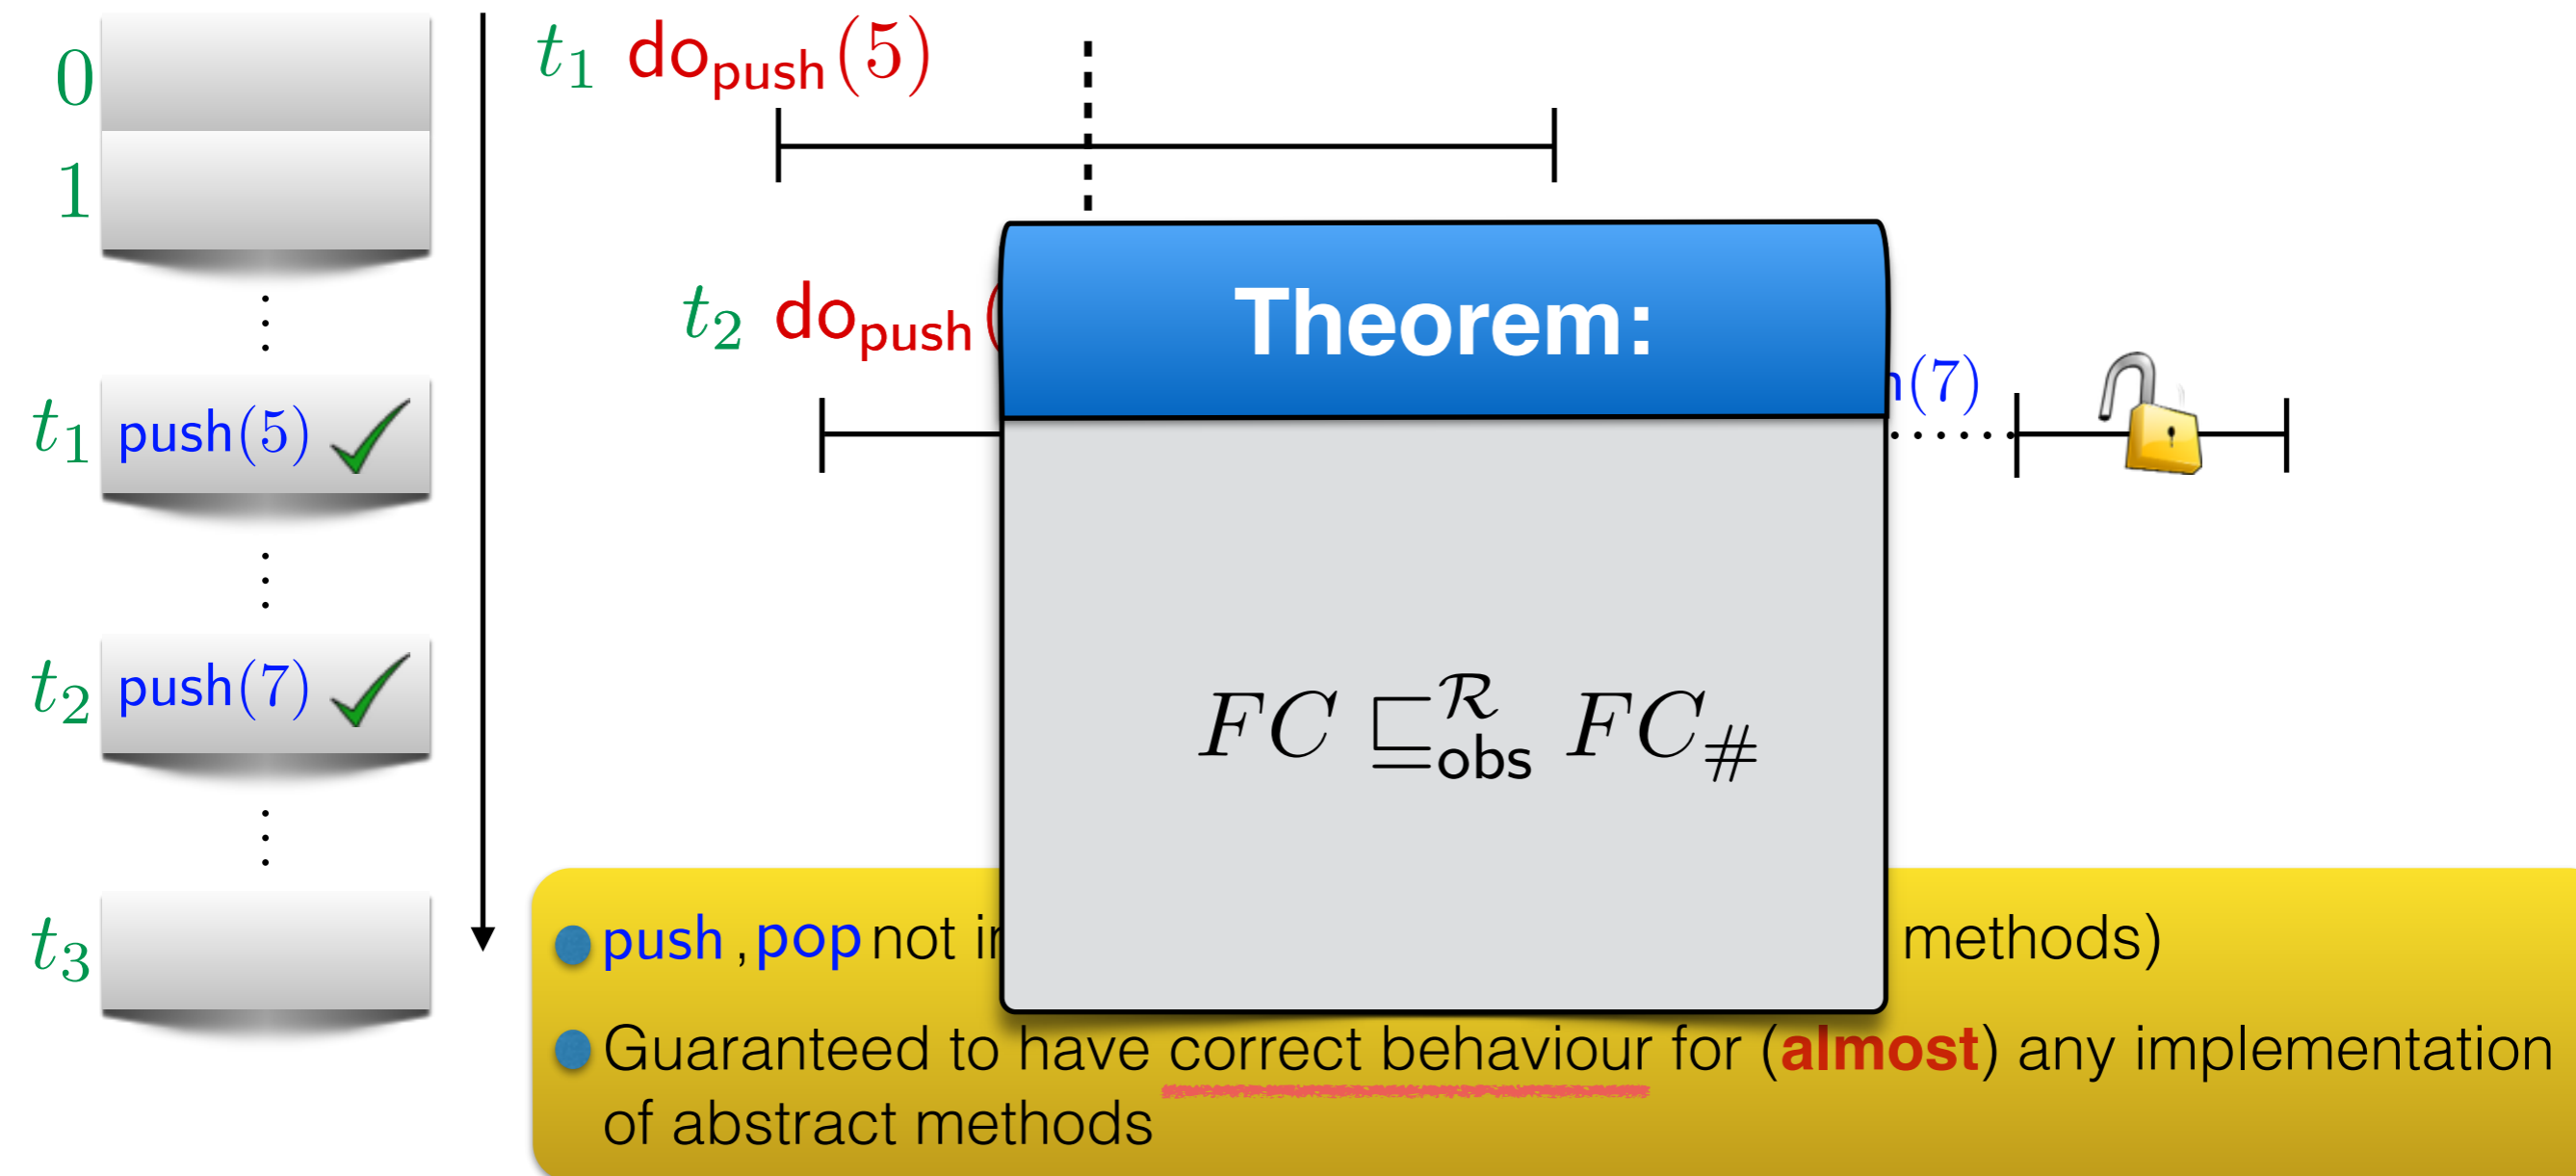 0
1
⋮
t₁ push(5)
⋮
t₂ push(7)
⋮
t₃
t₁ do_push(5)
t₂ do_push(
(7)
Theorem:
FC ⊑^ℛ_obs FC_#
push, pop not
methods)
Guaranteed to have correct behaviour for (almost) any implementation
of abstract methods